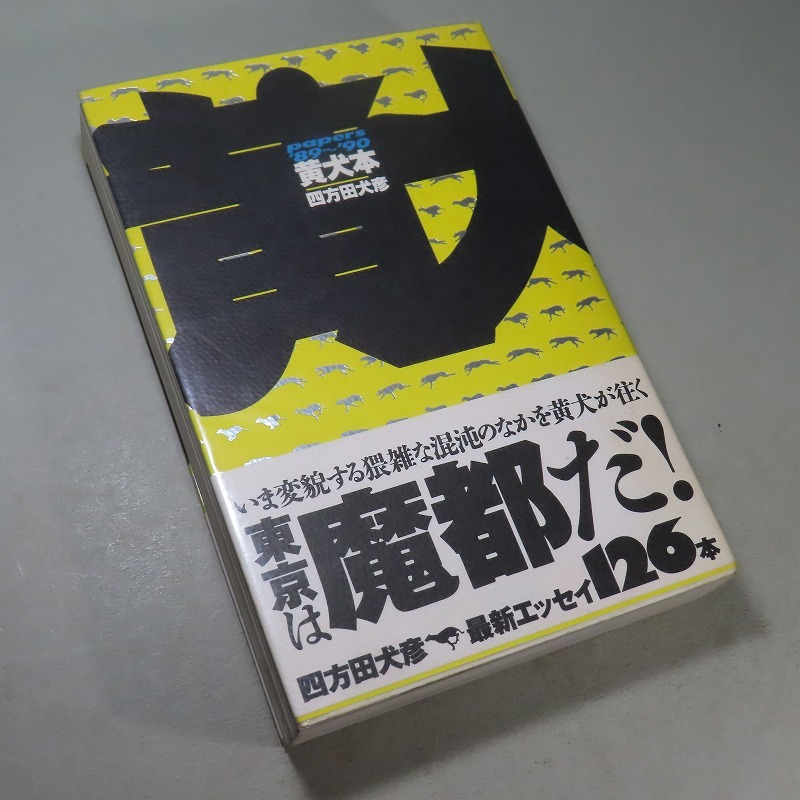 papers
'89〜'90
黄犬本
四方田犬彦
いま変貌する猥雑な混沌のなかを黄犬が往く
東京は
魔都だ!
四方田犬彦 最新エッセイ126本